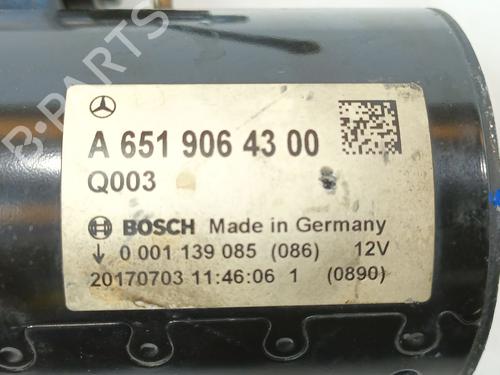 B-PARTS
A 651 906 43 00
Q003
BOSCH Made in Germany
0 001 139 085 (086) 12V
20170703 11:46:06 1 (0890)